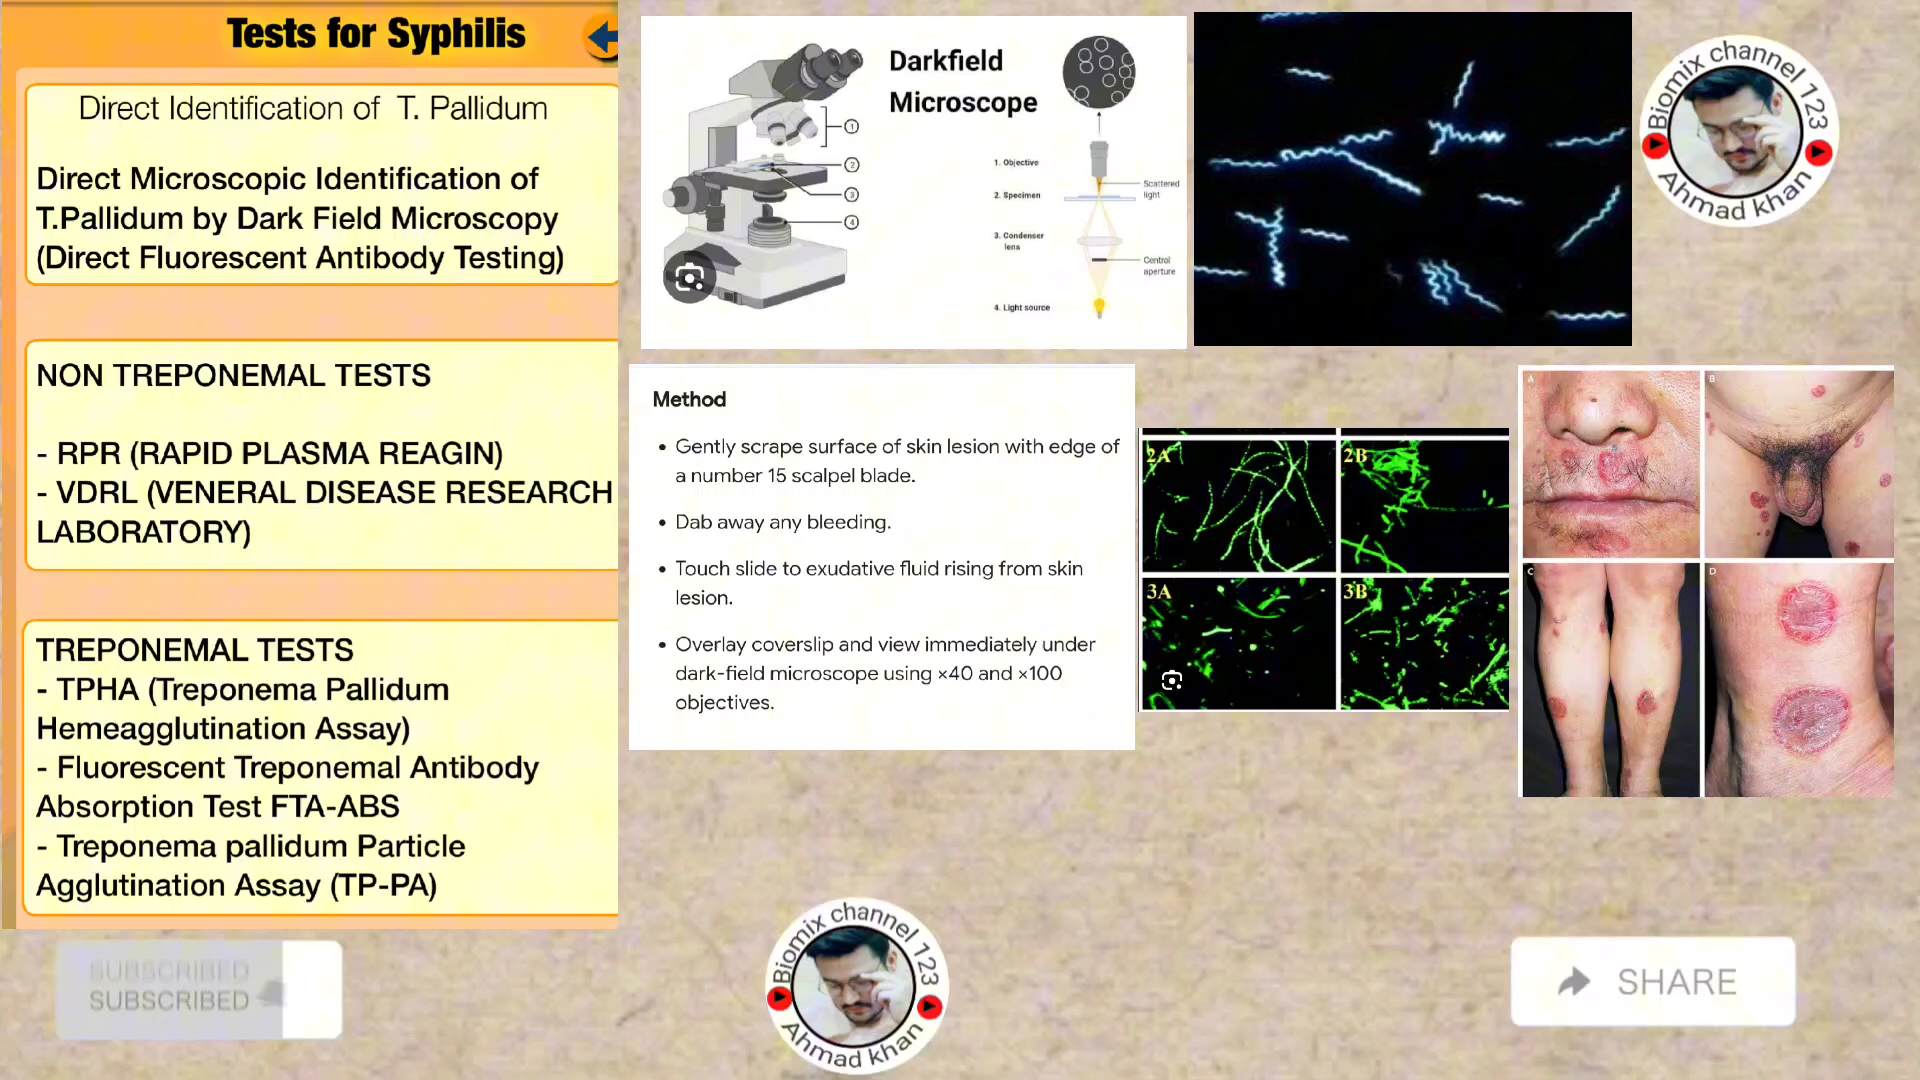 Tests for Syphilis
Direct Identification of T. Pallidum
Direct Microscopic Identification of
T.Pallidum by Dark Field Microscopy
(Direct Fluorescent Antibody Testing)
NON TREPONEMAL TESTS
- RPR (RAPID PLASMA REAGIN)
- VDRL (VENERAL DISEASE RESEARCH
LABORATORY)
TREPONEMAL TESTS
- TPHA (Treponema Pallidum
Hemeagglutination Assay)
- Fluorescent Treponemal Antibody
Absorption Test FTA-ABS
- Treponema pallidum Particle
Agglutination Assay (TP-PA)
Darkfield
Microscope
1
2
3
4
1. Objective
2. Specimen
3. Condenser
lens
4. Light source
Scattered
light
Central
aperture
Biomix channel 123
Ahmad khan
Method
• Gently scrape surface of skin lesion with edge of
a number 15 scalpel blade.
• Dab away any bleeding.
• Touch slide to exudative fluid rising from skin
lesion.
• Overlay coverslip and view immediately under
dark-field microscope using ×40 and ×100
objectives.
2A
2B
3A
3B
A
B
C
D
SUBSCRIBED
SUBSCRIBED
Biomix channel 123
Ahmad khan
SHARE